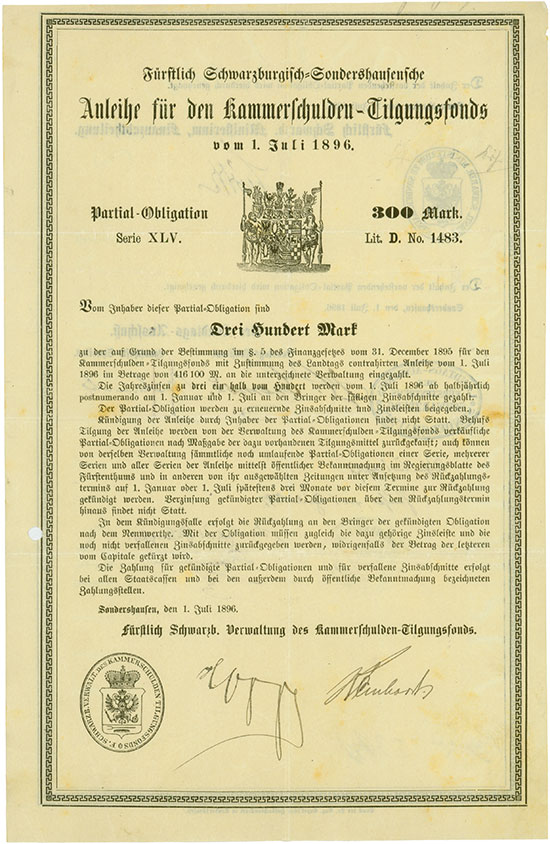 Fürstlich Schwarzburgisch-Sondershausensche
Anleihe für den Kammerschulden-Tilgungsfonds
vom 1. Juli 1896.
Partial-Obligation
300 Mark.
Serie XLV.
Lit. D. No. 1483.
Vom Inhaber dieser Partial-Obligation sind
Drei Hundert Mark
zu der auf Grund der Bestimmung im §. 5 des Finanzgesetzes vom 31. December 1895 für den
Kammerschulden-Tilgungsfonds mit Zustimmung des Landtags contrahirten Anleihe vom 1. Juli
1896 im Betrage von 416100 M. an die unterzeichnete Verwaltung eingezahlt.
Die Jahreszinsen zu drei ein halb vom Hundert werden vom 1. Juli 1896 ab halbjährlich
postnumerando am 1. Januar und 1. Juli an den Bringer der fälligen Zinsabschnitte gezahlt.
Der Partial-Obligation werden zu erneuernde Zinsabschnitte und Zinsleisten beigegeben.
Kündigung der Anleihe durch Inhaber der Partial-Obligationen findet nicht Statt. Behufs
Tilgung der Anleihe werden von der Verwaltung des Kammerschulden-Tilgungsfonds verkäufliche
Partial-Obligationen nach Maßgabe der dazu vorhandenen Tilgungsmittel zurückgekauft; auch können
von derselben Verwaltung sämmtliche noch umlaufende Partial-Obligationen einer Serie, mehrerer
Serien und aller Serien der Anleihe mittelst öffentlicher Bekanntmachung im Regierungsblatte des
Fürstenthums und in anderen von ihr ausgewählten Zeitungen unter Ansetzung des Rückzahlungs-
termins auf 1. Januar oder 1. Juli spätestens drei Monate vor diesem Termine zur Rückzahlung
gekündigt werden. Verzinsung gekündigter Partial-Obligationen über den Rückzahlungstermin
hinaus findet nicht Statt.
In dem Kündigungsfalle erfolgt die Rückzahlung an den Bringer der gekündigten Obligation
nach dem Nennwerthe. Mit der Obligation müssen zugleich die dazu gehörige Zinsleiste und die
noch nicht verfallenen Zinsabschnitte zurückgegeben werden, widrigenfalls der Betrag der letzteren
vom Capitale gekürzt wird.
Die Zahlung für gekündigte Partial-Obligationen und für verfallene Zinsabschnitte erfolgt
bei allen Staatscassen und bei den außerdem durch öffentliche Bekanntmachung bezeichneten
Zahlungsstellen.
Sondershausen, den 1. Juli 1896.
Fürstlich Schwarzb. Verwaltung des Kammerschulden-Tilgungsfonds.
F. SCHWARZB. VERWALT. DES KAMMERSCHULDEN TILGUNGSFONDS